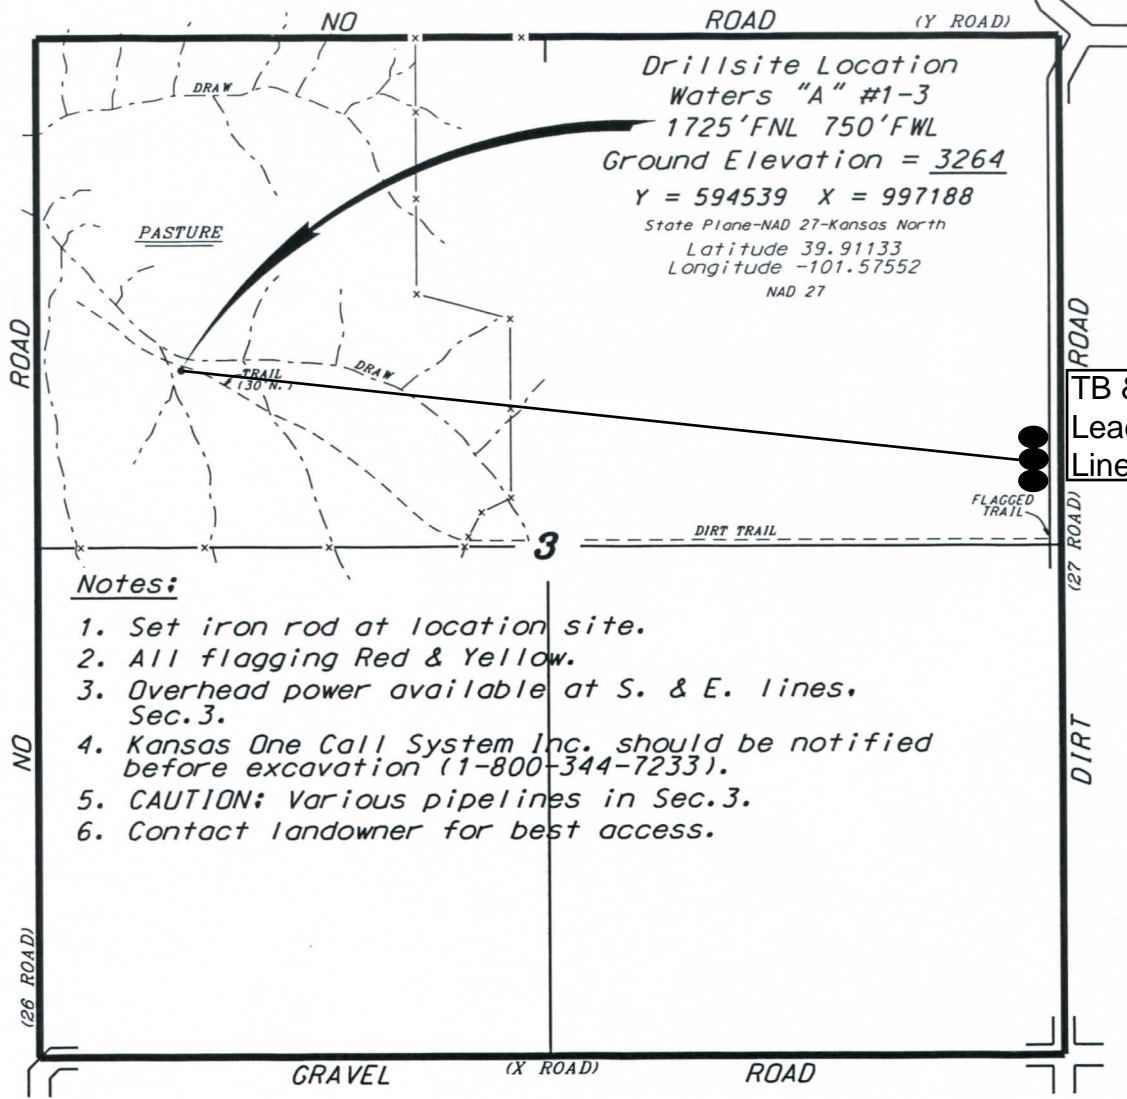 NO ROAD (Y ROAD)
DRAW
Drillsite Location
Waters "A" #1-3
1725'FNL 750'FWL
Ground Elevation = 3264
Y = 594539 X = 997188
State Plane-NAD 27-Kansas North
Latitude 39.91133
Longitude -101.57552
NAD 27
PASTURE
ROAD
ROAD
TRAIL
(30'N.)
DRAW
TB &
Line
FLAGGED
TRAIL
DIRT TRAIL
(27 ROAD)
3
Notes:
1. Set iron rod at location site.
2. All flagging Red & Yellow.
3. Overhead power available at S. & E. lines.
Sec.3.
4. Kansas One Call System Inc. should be notified
before excavation (1-800-344-7233).
5. CAUTION: Various pipelines in Sec.3.
6. Contact landowner for best access.
NO
DIRT
(26 ROAD)
GRAVEL (X ROAD) ROAD